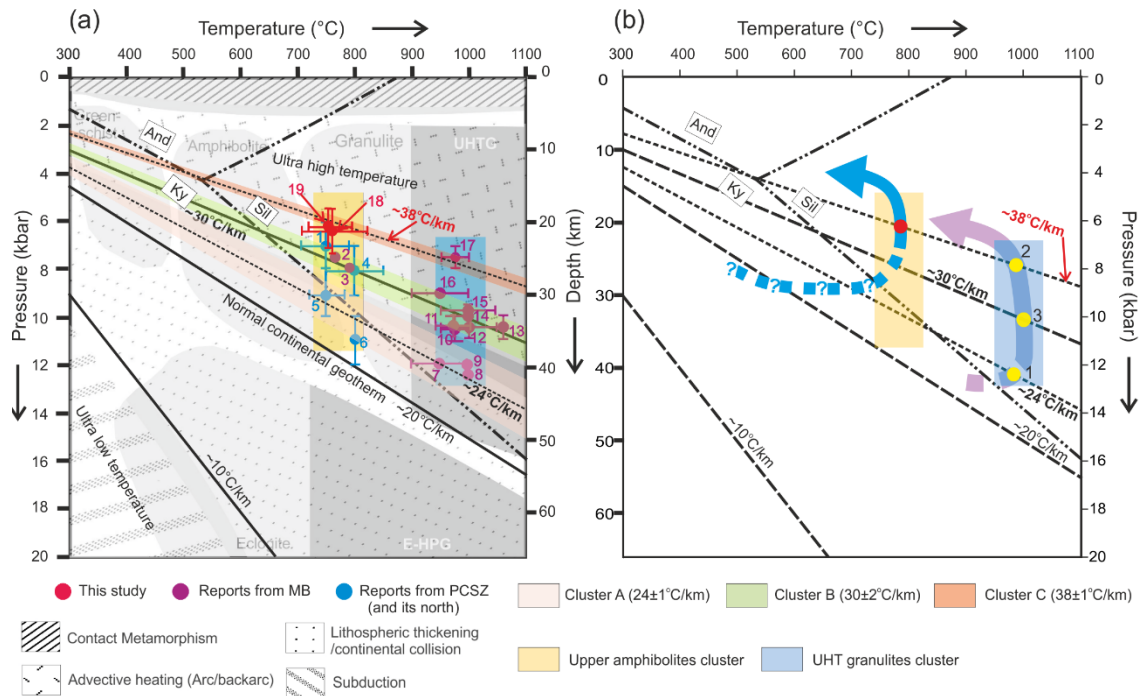 (a)
Temperature (°C)
300 400 500 600 700 800 900 1000 1100
0
2
4
6
8
10
12
14
16
18
20
Pressure (kbar)
0
10
20
30
40
50
60
Depth (km)
Green-
schist
And
Amphibolite
Granulite
UHTG
Ultra high temperature
Ky
Sil
~30°C/km
~38°C/km
19
18
1
2
3
4
5
6
17
16
15
14
13
12
11
10
9
8
7
Normal continental geotherm
~24°C/km
~20°C/km
~10°C/km
Ultra low temperature
Eclogite
E-HPG
(b)
Temperature (°C)
300 400 500 600 700 800 900 1000 1100
0
10
20
30
40
50
60
0
2
4
6
8
10
12
14
16
20
Pressure (kbar)
And
Ky
Sil
~38°C/km
~30°C/km
~24°C/km
~20°C/km
~10°C/km
2
3
1
? ? ?
This study
Reports from MB
Reports from PCSZ
(and its north)
Contact Metamorphism
Lithospheric thickening
/continental collision
Advective heating (Arc/backarc)
Subduction
Cluster A (24±1°C/km)
Cluster B (30±2°C/km)
Cluster C (38±1°C/km)
Upper amphibolites cluster
UHT granulites cluster